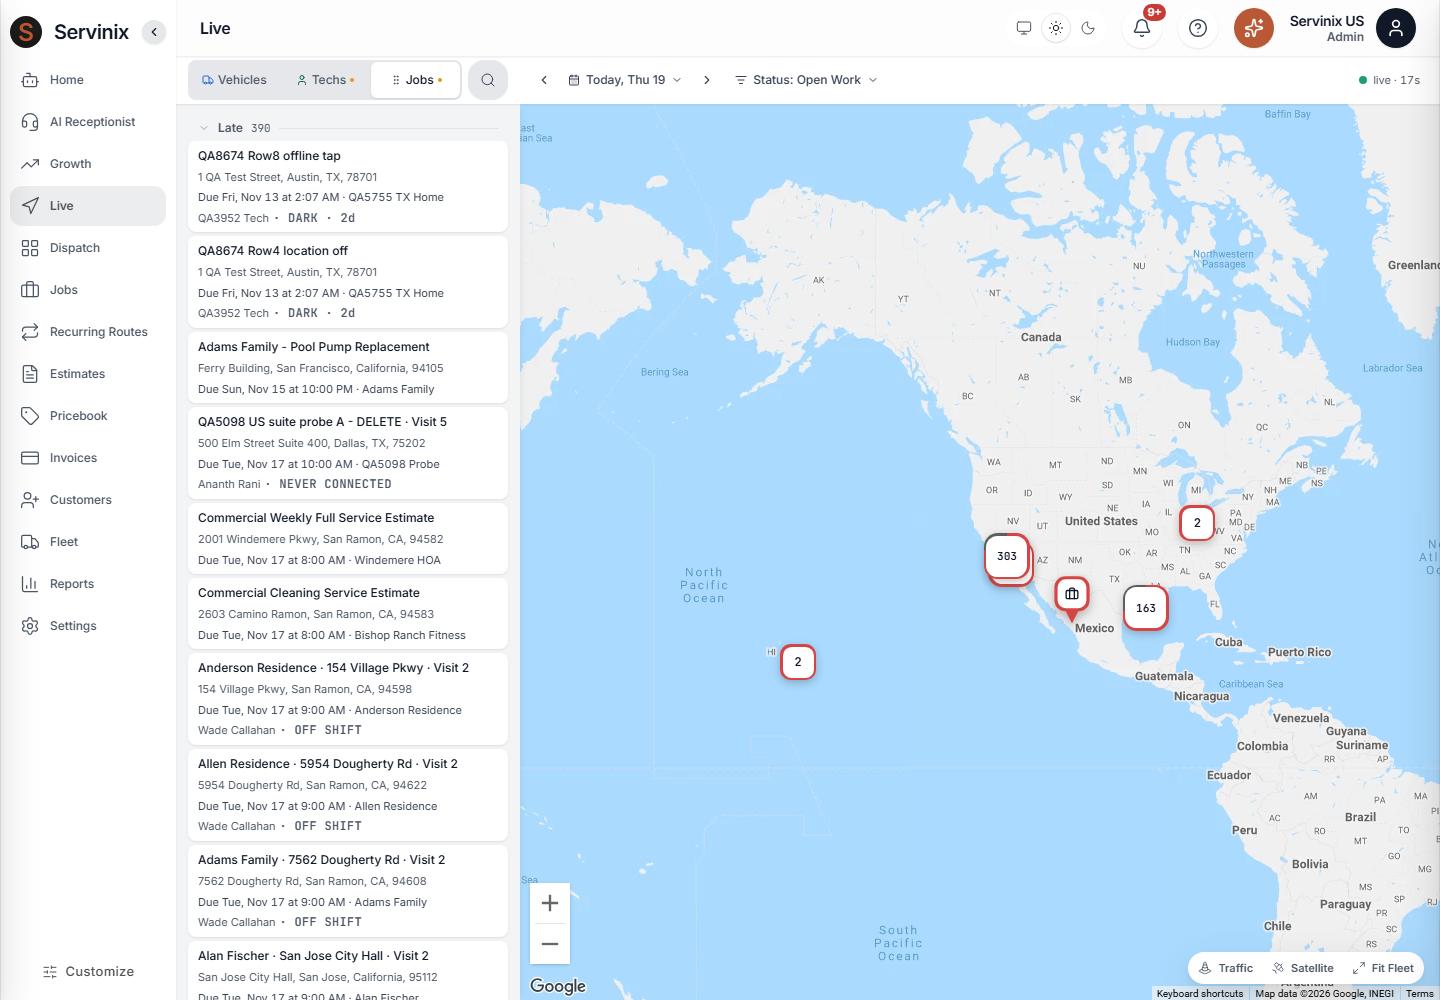 Servinix
Home
AI Receptionist
Growth
Live
Dispatch
Jobs
Recurring Routes
Estimates
Pricebook
Invoices
Customers
Fleet
Reports
Settings
Customize
Live
9+
Servinix US
Admin
Vehicles
Techs
Jobs
Today, Thu 19
Status: Open Work
live · 17s
Late 390
QA8674 Row8 offline tap
1 QA Test Street, Austin, TX, 78701
Due Fri, Nov 13 at 2:07 AM · QA5755 TX Home
QA3952 Tech · DARK · 2d
QA8674 Row4 location off
1 QA Test Street, Austin, TX, 78701
Due Fri, Nov 13 at 2:07 AM · QA5755 TX Home
QA3952 Tech · DARK · 2d
Adams Family - Pool Pump Replacement
Ferry Building, San Francisco, California, 94105
Due Sun, Nov 15 at 10:00 PM · Adams Family
QA5098 US suite probe A - DELETE · Visit 5
500 Elm Street Suite 400, Dallas, TX, 75202
Due Tue, Nov 17 at 10:00 AM · QA5098 Probe
Ananth Rani · NEVER CONNECTED
Commercial Weekly Full Service Estimate
2001 Windemere Pkwy, San Ramon, CA, 94582
Due Tue, Nov 17 at 8:00 AM · Windemere HOA
Commercial Cleaning Service Estimate
2603 Camino Ramon, San Ramon, CA, 94583
Due Tue, Nov 17 at 8:00 AM · Bishop Ranch Fitness
Anderson Residence · 154 Village Pkwy · Visit 2
154 Village Pkwy, San Ramon, CA, 94598
Due Tue, Nov 17 at 9:00 AM · Anderson Residence
Wade Callahan · OFF SHIFT
Allen Residence · 5954 Dougherty Rd · Visit 2
5954 Dougherty Rd, San Ramon, CA, 94622
Due Tue, Nov 17 at 9:00 AM · Allen Residence
Wade Callahan · OFF SHIFT
Adams Family · 7562 Dougherty Rd · Visit 2
7562 Dougherty Rd, San Ramon, CA, 94608
Due Tue, Nov 17 at 9:00 AM · Adams Family
Wade Callahan · OFF SHIFT
Alan Fischer · San Jose City Hall · Visit 2
San Jose City Hall, San Jose, California, 95112
Due Tue, Nov 17 at 9:00 AM · Alan Fischer
Baffin Bay
ast
ian Sea
Northwestern
Passages
Greenland
AK
YT
NT
NU
Canada
Hudson Bay
Bering Sea
Labrador Sea
AB
BC
SK
MB
ON
QC
NL
NB
PE
NS
WA
MT
ND
MN
OR
ID
WY
SD
WI
MI
NY
NH
ME
MA
NV
UT
NE
IA
IL
United States
MO
PA
MD
DE
WV
VA
2
303
AZ
NM
OK
AR
TN
NC
SC
TX
MS
AL
GA
LA
FL
163
Mexico
Cuba
Puerto Rico
Guatemala
Caribbean Sea
Nicaragua
North
Pacific
Ocean
HI
2
Venezuela
Guyana
Suriname
Colombia
RR
AP
Ecuador
AM
PA
MA
AC
Brazil
Peru
RO
TO
MT
Bolivia
GO
MG
MS
Paraguay
PR
SP
RJ
Chile
SC
RS
Sea
South
Pacific
Ocean
Traffic
Satellite
Fit Fleet
Argentina
Google
Keyboard shortcuts
Map data ©2026 Google, INEGI
Terms